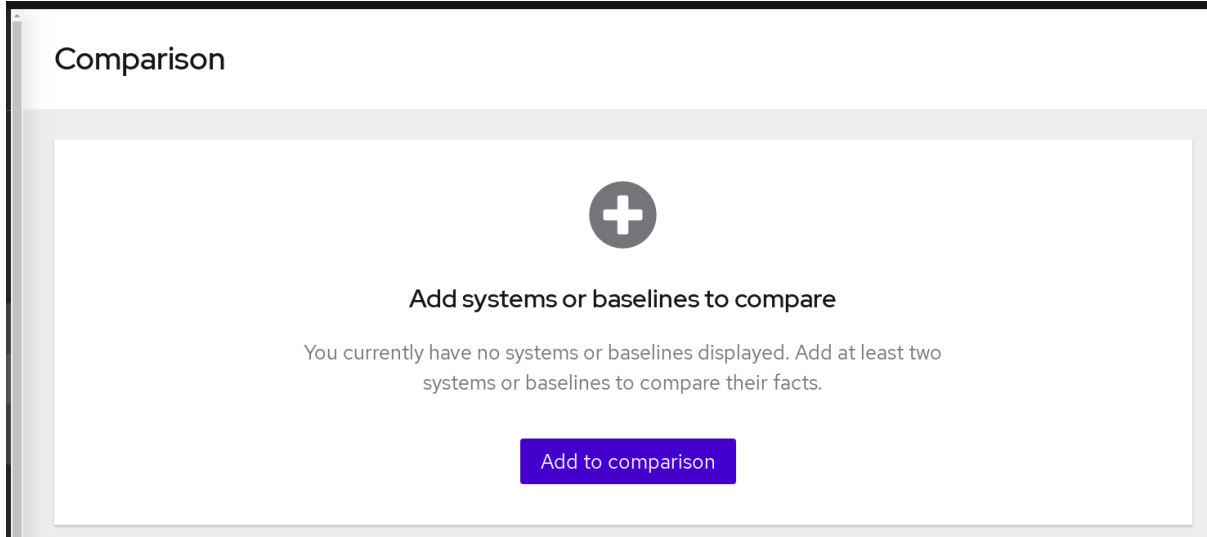 Comparison
Add systems or baselines to compare
You currently have no systems or baselines displayed. Add at least two
systems or baselines to compare their facts.
Add to comparison